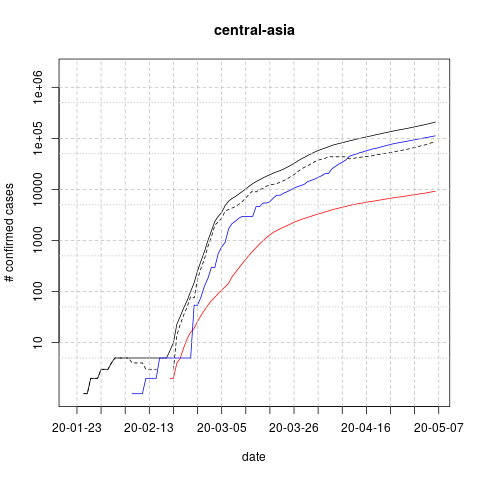 central-asia
# confirmed cases
1e+06
1e+05
10000
1000
100
10
20-01-23
20-02-13
20-03-05
20-03-26
20-04-16
20-05-07
date